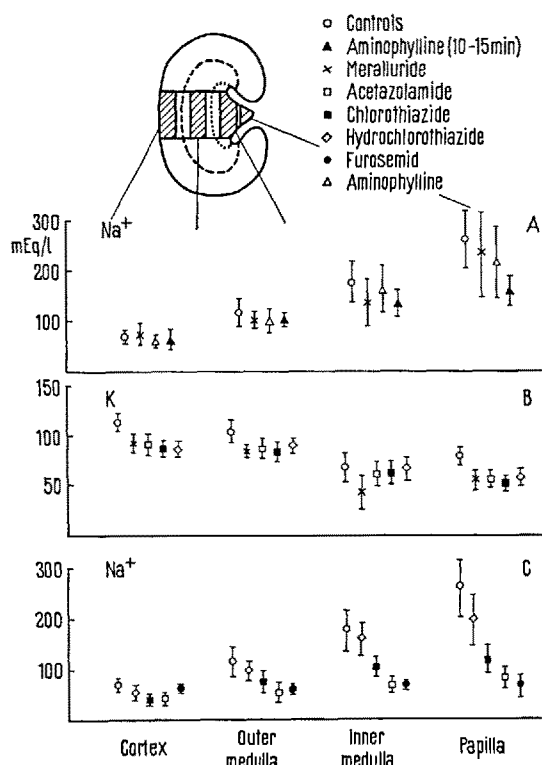 Controls
Aminophylline (10-15min)
Meralluride
Acetazolamide
Chlorothiazide
Hydrochlorothiazide
Furosemid
Aminophylline
300
Na+
A
mEq/l
200
100
150
K
B
100
50
300
Na+
C
200
100
Cortex
Outer
medulla
Inner
medulla
Papilla